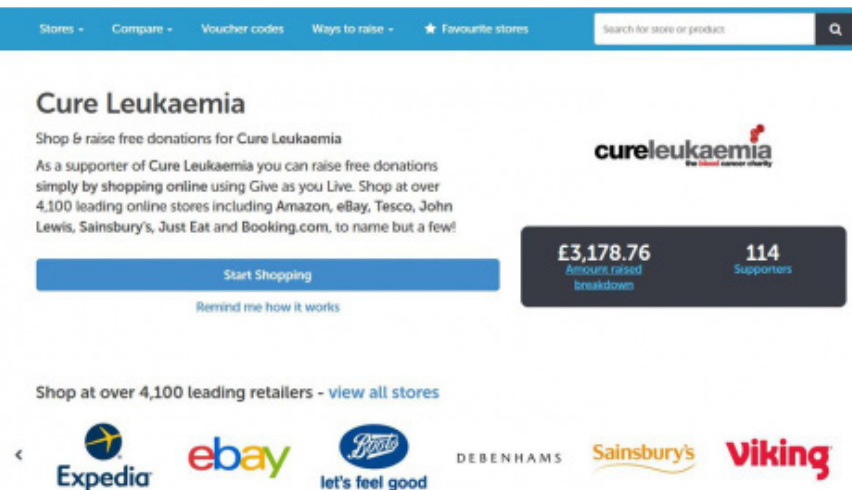 Stores Compare Voucher codes Ways to raise Favourite stores Search for store or product
Cure Leukaemia
Shop & raise free donations for Cure Leukaemia
As a supporter of Cure Leukaemia you can raise free donations
simply by shopping online using Give as you Live. Shop at over
4,100 leading online stores including Amazon, eBay, Tesco, John
Lewis, Sainsbury's, Just Eat and Booking.com, to name but a few!
Start Shopping
Remind me how it works
cureleukaemia
the blood cancer charity
£3,178.76 114
Amount raised Supporters
breakdown
Shop at over 4,100 leading retailers - view all stores
Expedia ebay Boots DEBENHAMS Sainsbury's Viking
let's feel good